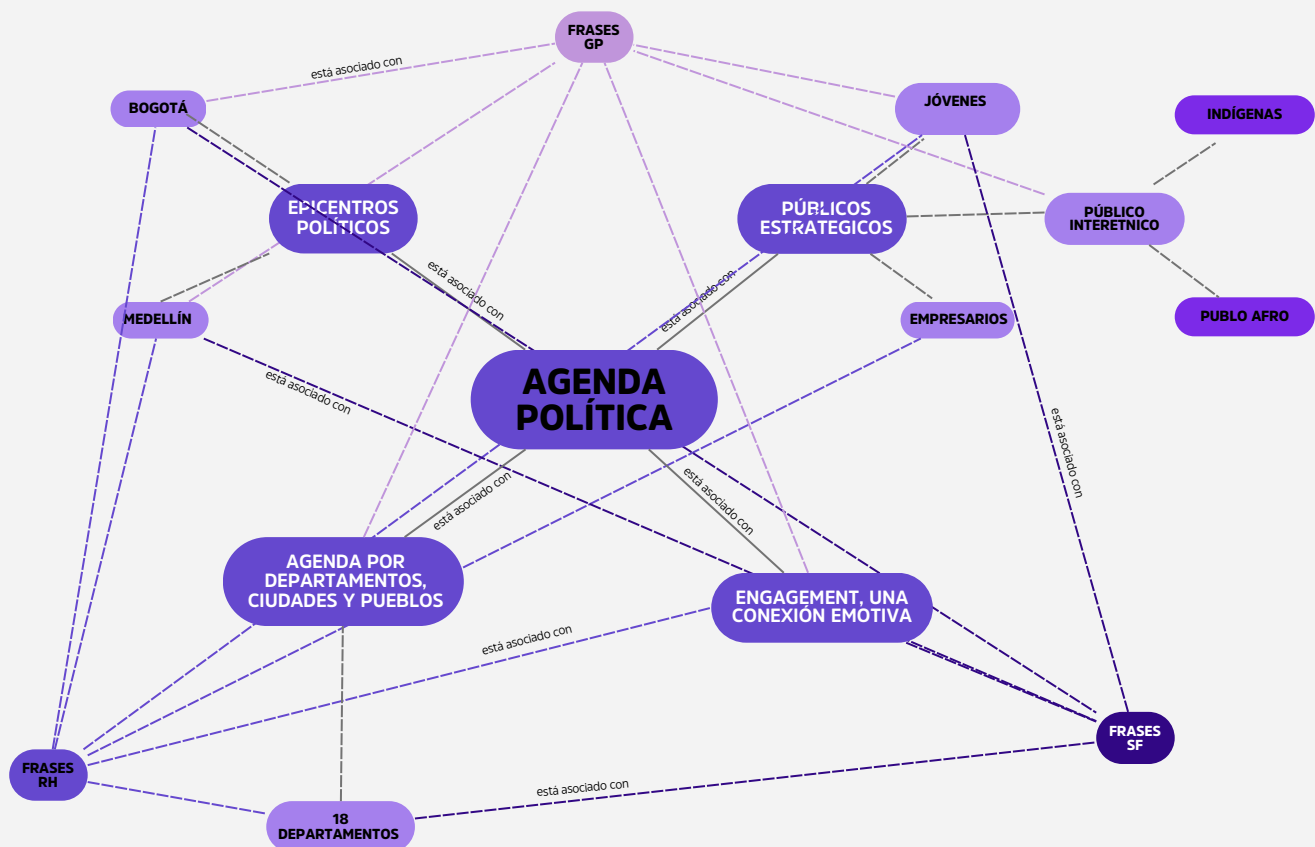 FRASES
GP
está asociado con
BOGOTÁ
JÓVENES
INDÍGENAS
EPICENTROS
POLÍTICOS
PÚBLICOS
ESTRATEGICOS
PÚBLICO
INTERETNICO
está asociado con
está asociado con
MEDELLÍN
EMPRESARIOS
PUBLO AFRO
AGENDA
POLÍTICA
está asociado con
está asociado con
está asociado con
está asociado con
AGENDA POR
DEPARTAMENTOS,
CIUDADES Y PUEBLOS
ENGAGEMENT, UNA
CONEXIÓN EMOTIVA
está asociado con
FRASES
SF
FRASES
RH
está asociado con
18
DEPARTAMENTOS